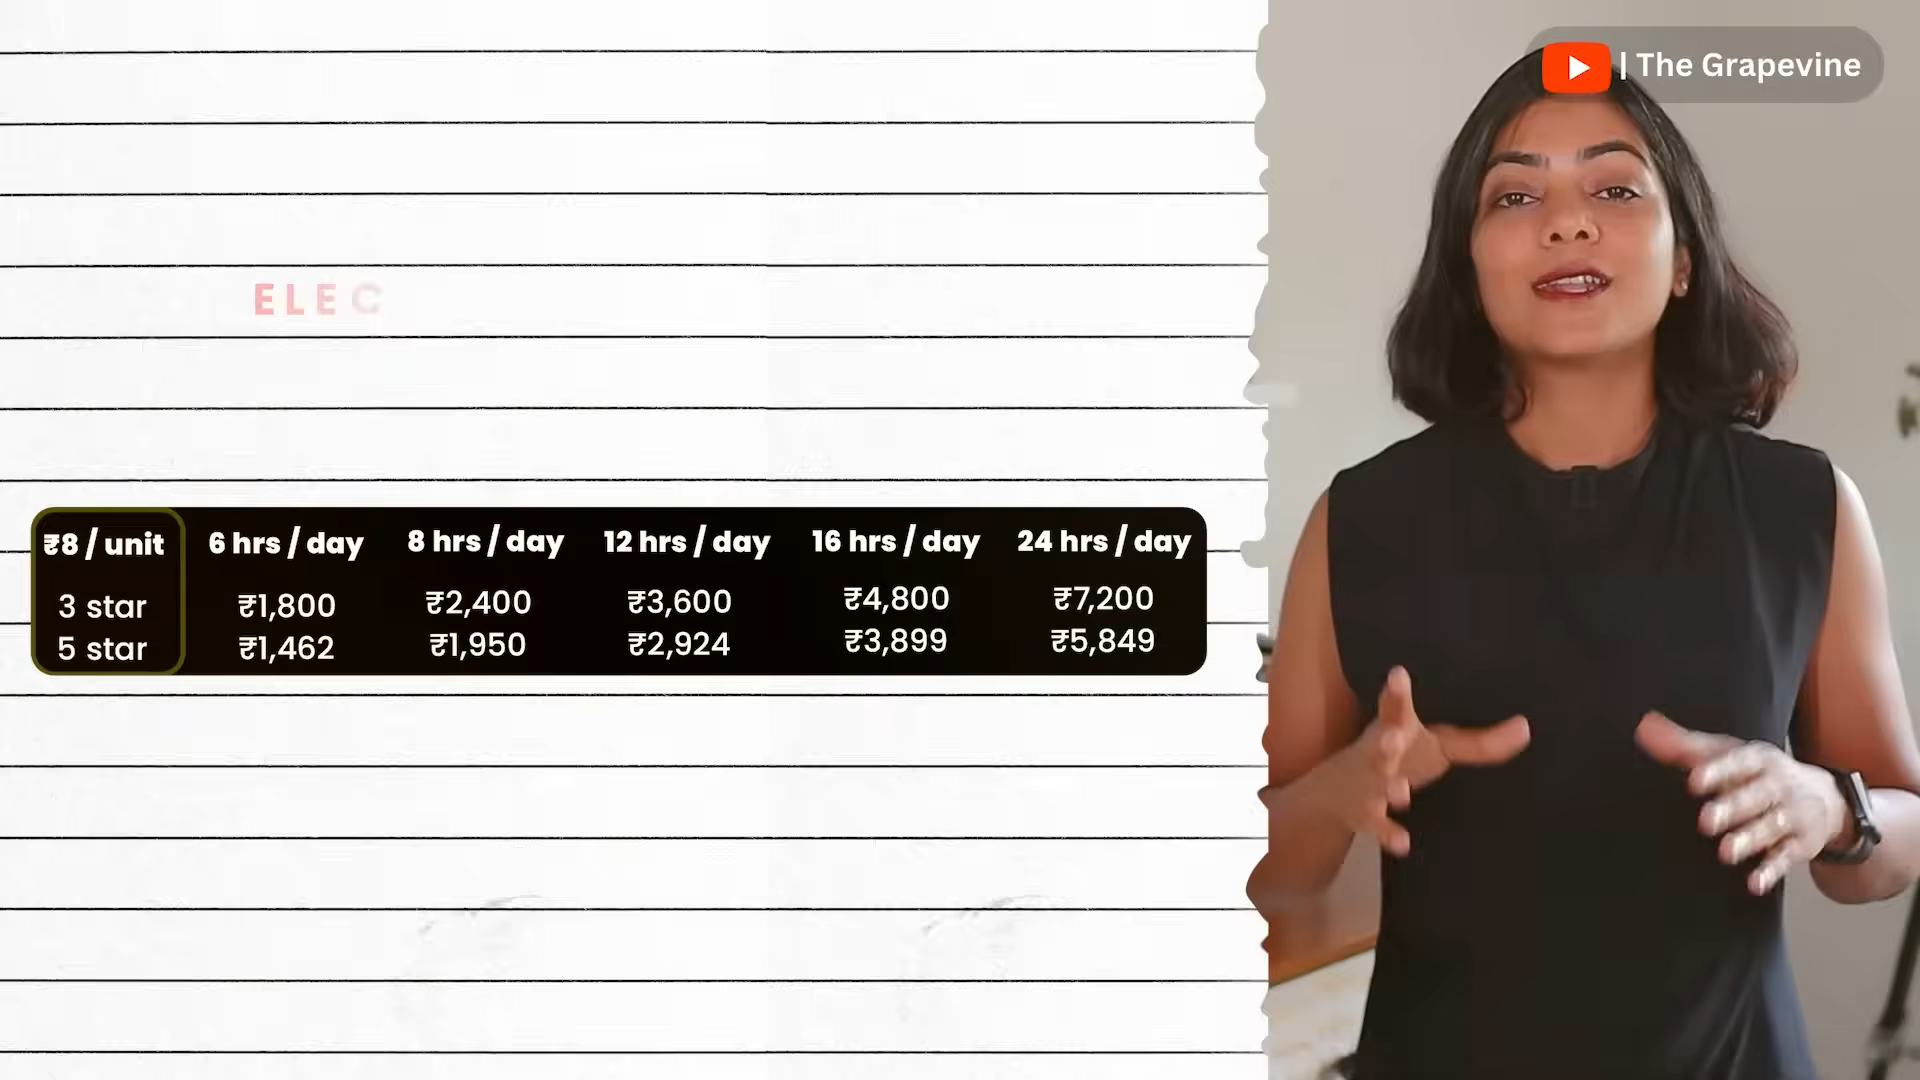 | The Grapevine
ELEC
₹8 / unit 6 hrs / day 8 hrs / day 12 hrs / day 16 hrs / day 24 hrs / day
3 star ₹1,800 ₹2,400 ₹3,600 ₹4,800 ₹7,200
5 star ₹1,462 ₹1,950 ₹2,924 ₹3,899 ₹5,849